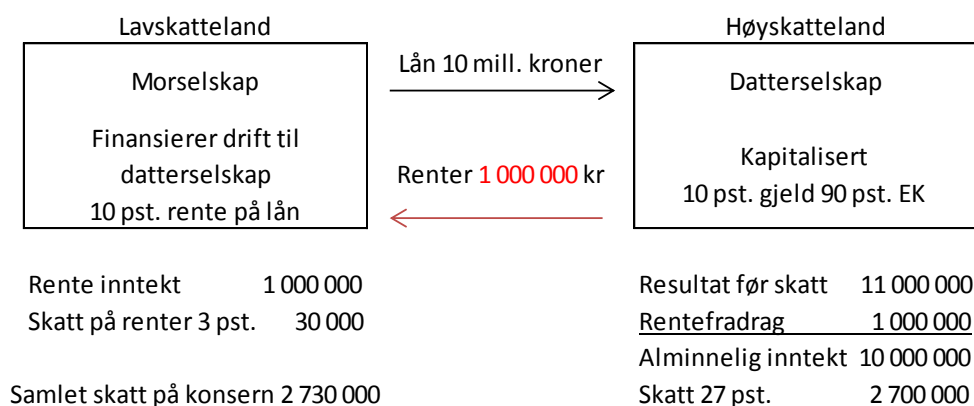 Lavskatteland
Morselskap
Finansierer drift til
datterselskap
10 pst. rente på lån
Lån 10 mill. kroner
Renter 1 000 000 kr
Høyskatteland
Datterselskap
Kapitalisert
10 pst. gjeld 90 pst. EK
Rente inntekt 1 000 000
Skatt på renter 3 pst. 30 000
Samlet skatt på konsern 2 730 000
Resultat før skatt 11 000 000
Rentefradrag 1 000 000
Alminnelig inntekt 10 000 000
Skatt 27 pst. 2 700 000